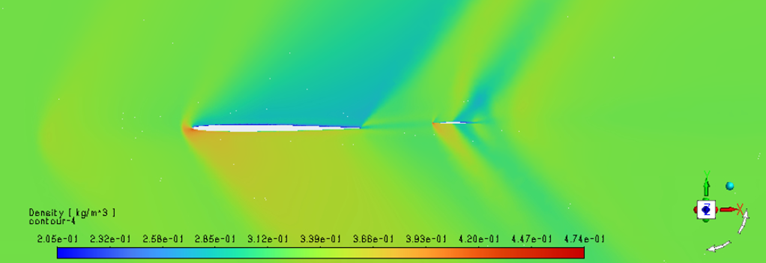 Density [ kg/m^3 ]
contour-4
2.05e-01 2.32e-01 2.58e-01 2.85e-01 3.12e-01 3.39e-01 3.66e-01 3.93e-01 4.20e-01 4.47e-01 4.74e-01
Y
X
Z